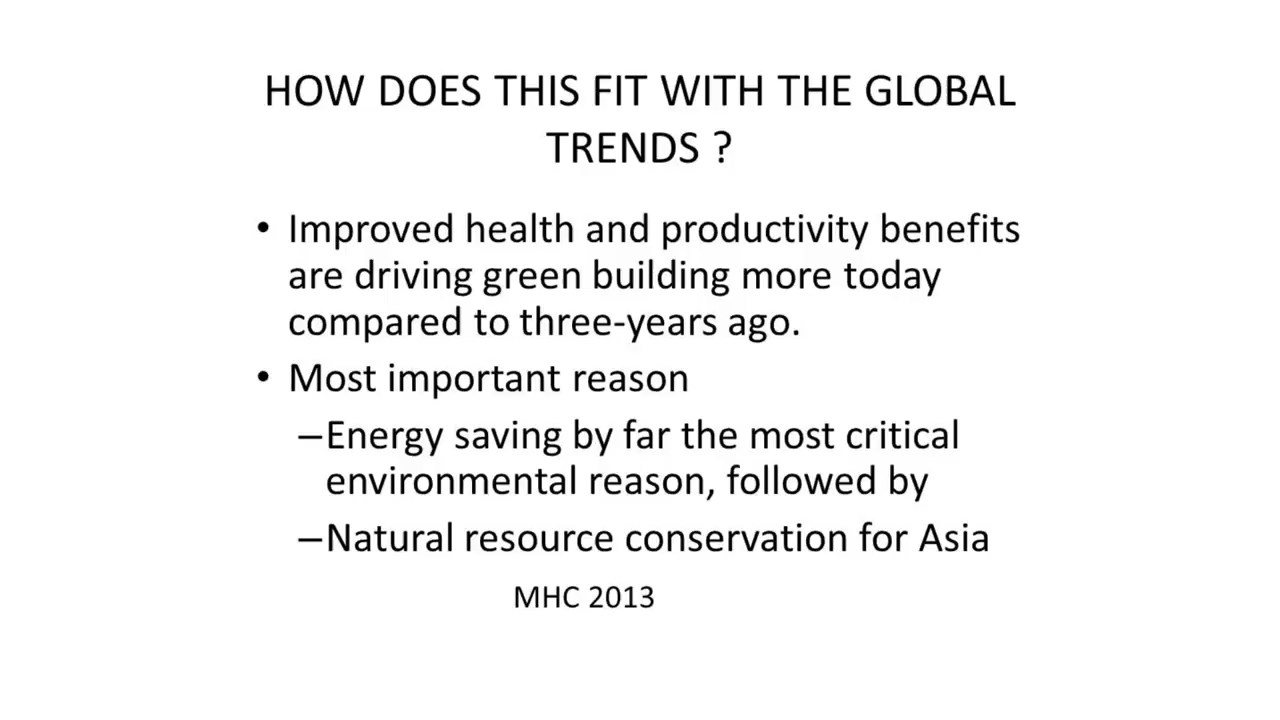 HOW DOES THIS FIT WITH THE GLOBAL
TRENDS ?
• Improved health and productivity benefits
are driving green building more today
compared to three-years ago.
• Most important reason
–Energy saving by far the most critical
environmental reason, followed by
–Natural resource conservation for Asia
MHC 2013